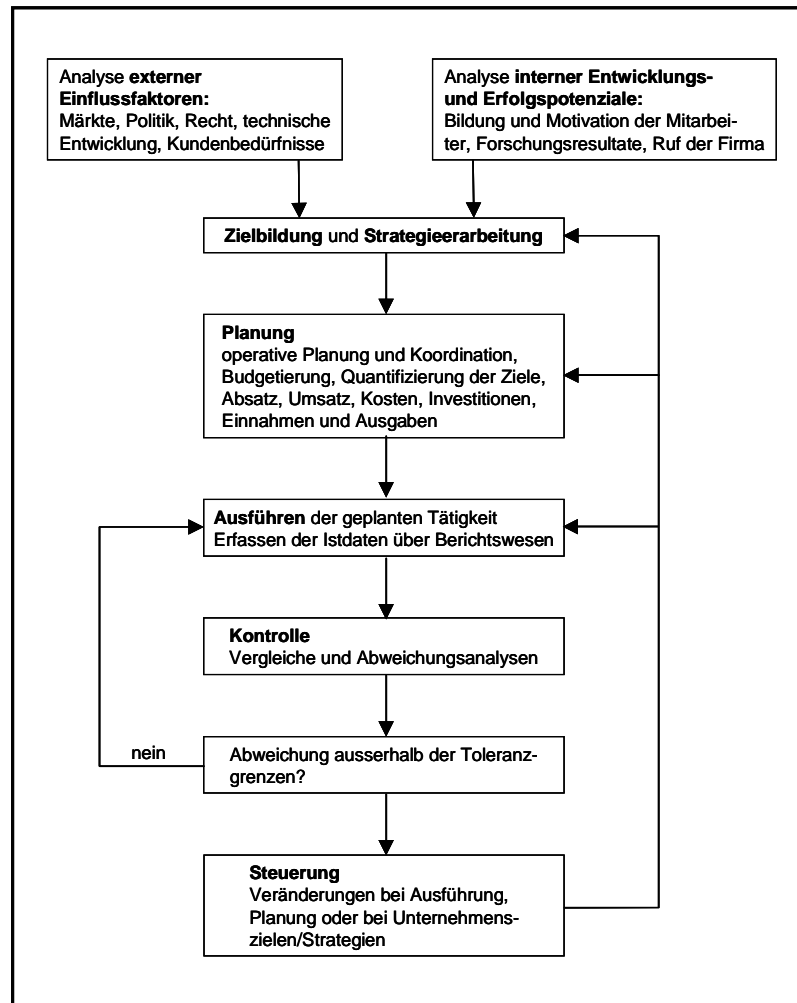 Analyse externer
Einflussfaktoren:
Märkte, Politik, Recht, technische
Entwicklung, Kundenbedürfnisse
Analyse interner Entwicklungs-
und Erfolgspotenziale:
Bildung und Motivation der Mitarbei-
ter, Forschungsresultate, Ruf der Firma
Zielbildung und Strategieerarbeitung
Planung
operative Planung und Koordination,
Budgetierung, Quantifizierung der Ziele,
Absatz, Umsatz, Kosten, Investitionen,
Einnahmen und Ausgaben
Ausführen der geplanten Tätigkeit
Erfassen der Istdaten über Berichtswesen
Kontrolle
Vergleiche und Abweichungsanalysen
nein
Abweichung ausserhalb der Toleranz-
grenzen?
Steuerung
Veränderungen bei Ausführung,
Planung oder bei Unternehmens-
zielen/Strategien